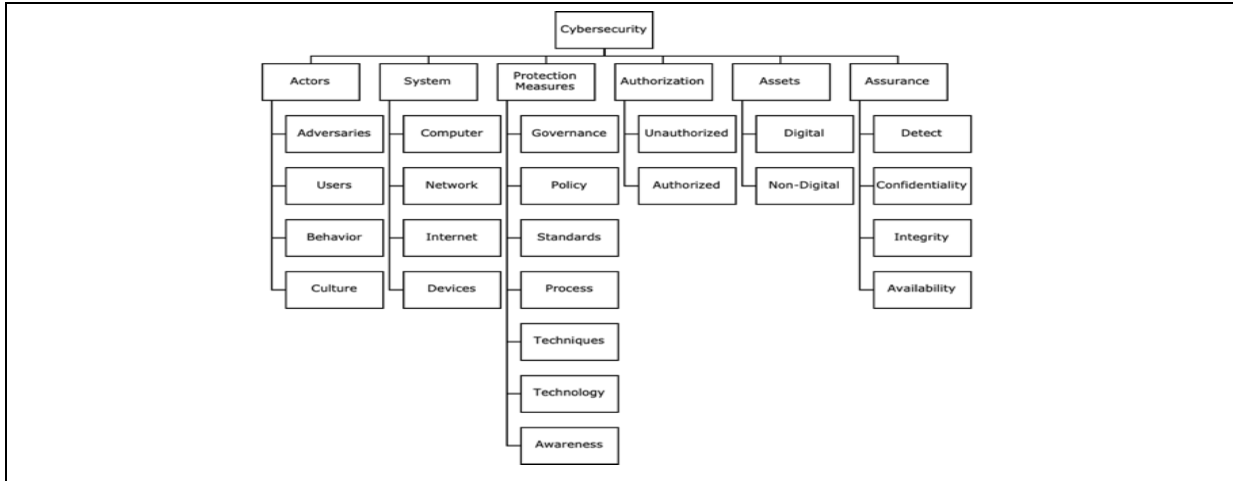 Cybersecurity
Actors
System
Protection
Measures
Authorization
Assets
Assurance
Adversaries
Users
Behavior
Culture
Computer
Network
Internet
Devices
Governance
Policy
Standards
Process
Techniques
Technology
Awareness
Unauthorized
Authorized
Digital
Non-Digital
Detect
Confidentiality
Integrity
Availability